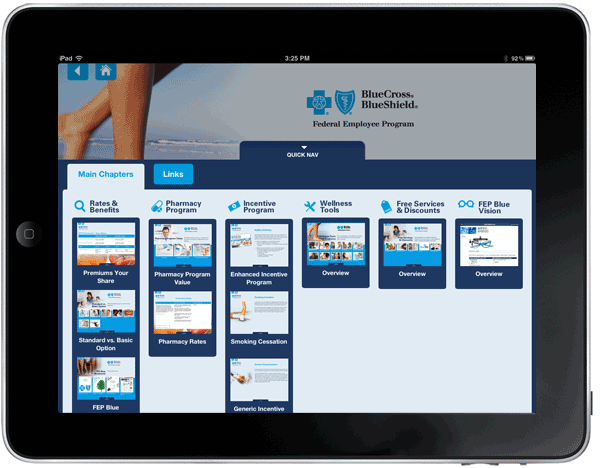 iPad
3:25 PM
92%
BlueCross®
BlueShield®
Federal Employee Program
QUICK NAV
Main Chapters
Links
Rates &
Benefits
Pharmacy
Program
Incentive
Program
Wellness
Tools
Free Services
& Discounts
FEP Blue
Vision
Premiums Your
Share
Pharmacy Program
Value
Enhanced Incentive
Program
Overview
Overview
Overview
Standard vs. Basic
Option
Pharmacy Rates
Smoking Cessation
FEP Blue
Generic Incentive